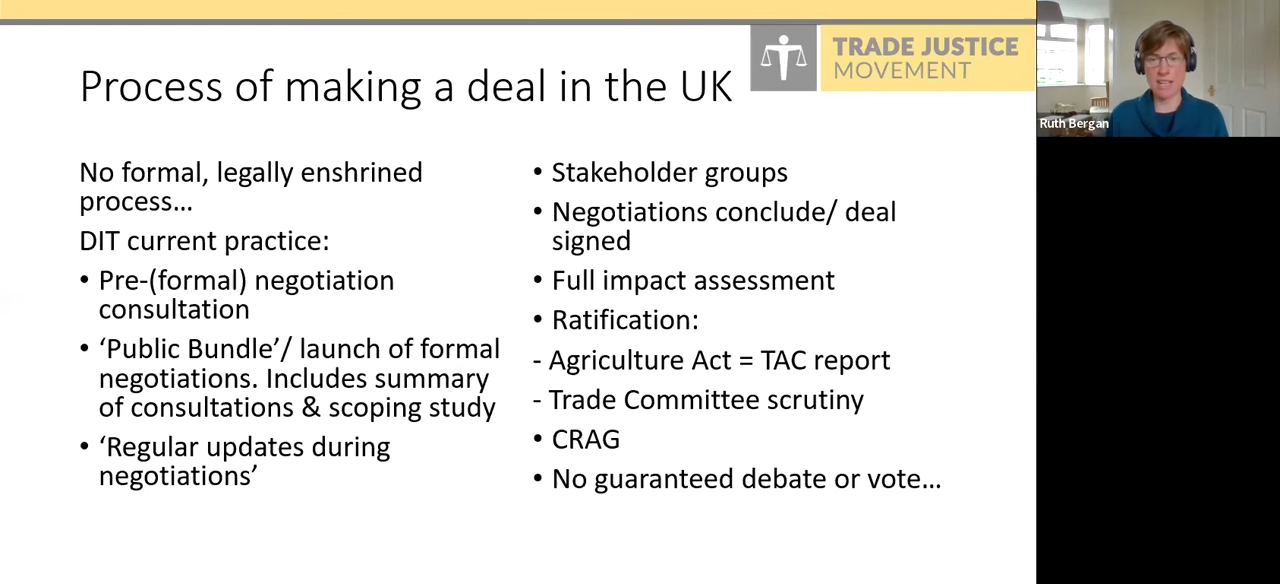 TRADE JUSTICE
MOVEMENT
Process of making a deal in the UK
No formal, legally enshrined
process…
DIT current practice:
• Pre-(formal) negotiation
consultation
• ‘Public Bundle’/ launch of formal
negotiations. Includes summary
of consultations & scoping study
• ‘Regular updates during
negotiations’
• Stakeholder groups
• Negotiations conclude/ deal
signed
• Full impact assessment
• Ratification:
- Agriculture Act = TAC report
- Trade Committee scrutiny
• CRAG
• No guaranteed debate or vote…
Ruth Bergan